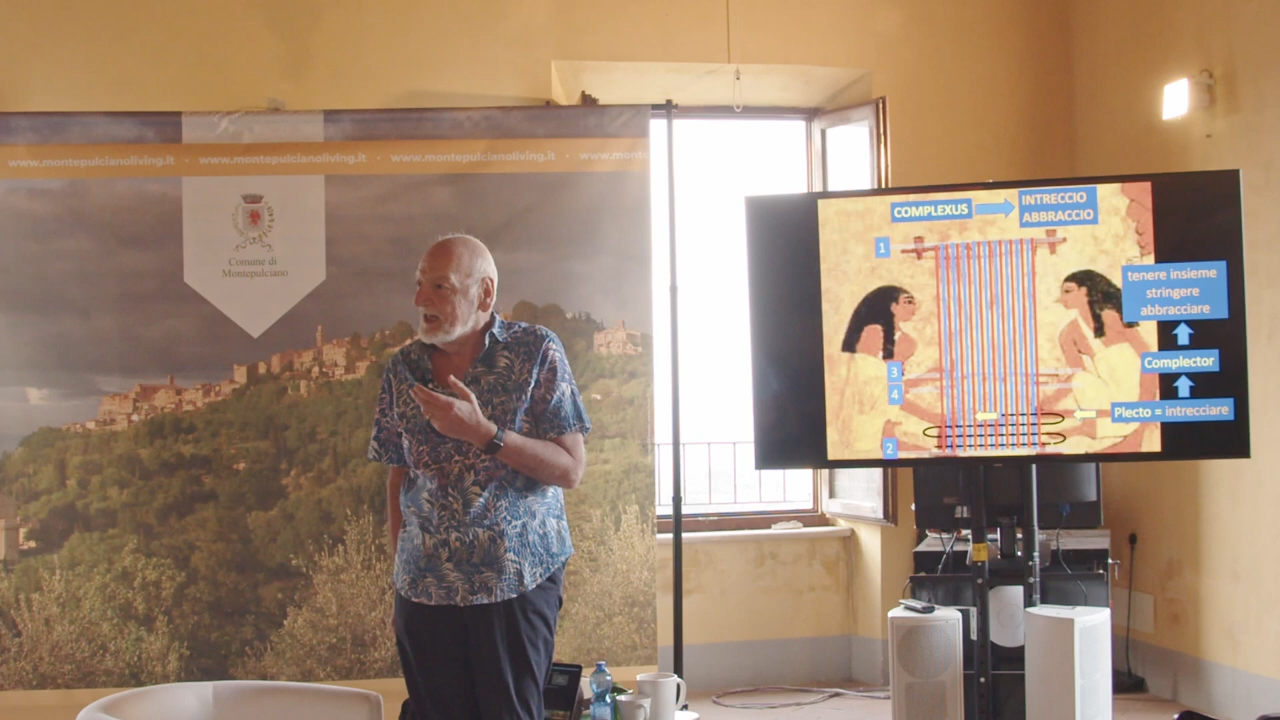 www.montepulcianoliving.it · www.montepulcianoliving.it · www.montepulcianoliving.it · www.mont
Comune di
Montepulciano
COMPLEXUS
INTRECCIO
ABBRACCIO
1
tenere insieme
stringere
abbracciare
Complector
3
4
Plecto = intrecciare
2